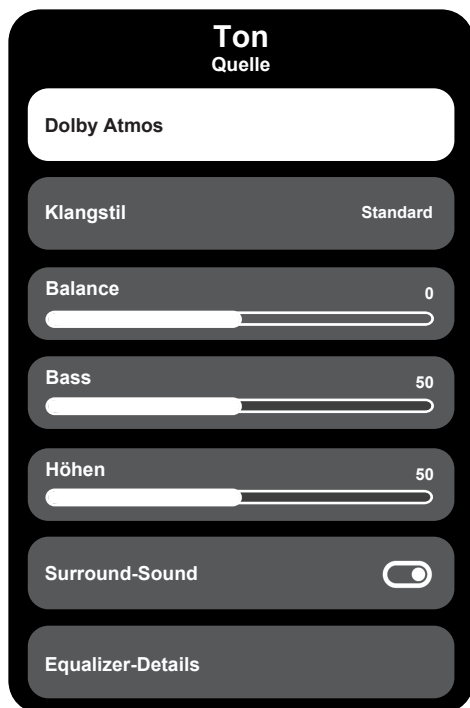 Ton
Quelle
Dolby Atmos
Klangstil Standard
Balance 0
Bass 50
Höhen 50
Surround-Sound
Equalizer-Details